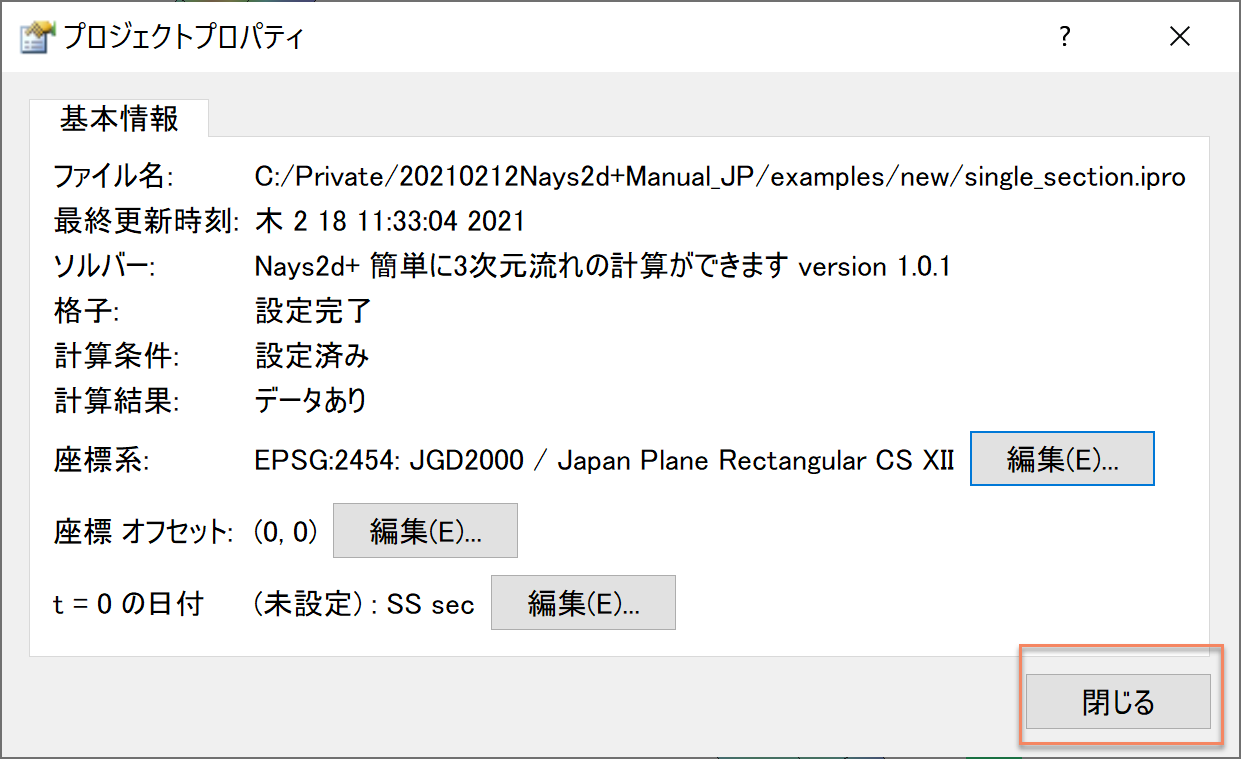 プロジェクトプロパティ ? ×
基本情報
ファイル名: C:/Private/20210212Nays2d+Manual_JP/examples/new/single_section.ipro
最終更新時刻: 木 2 18 11:33:04 2021
ソルバー: Nays2d+ 簡単に3次元流れの計算ができます version 1.0.1
格子: 設定完了
計算条件: 設定済み
計算結果: データあり
座標系: EPSG:2454: JGD2000 / Japan Plane Rectangular CS XII 編集(E)...
座標 オフセット: (0, 0) 編集(E)...
t = 0 の日付 (未設定) : SS sec 編集(E)...
閉じる